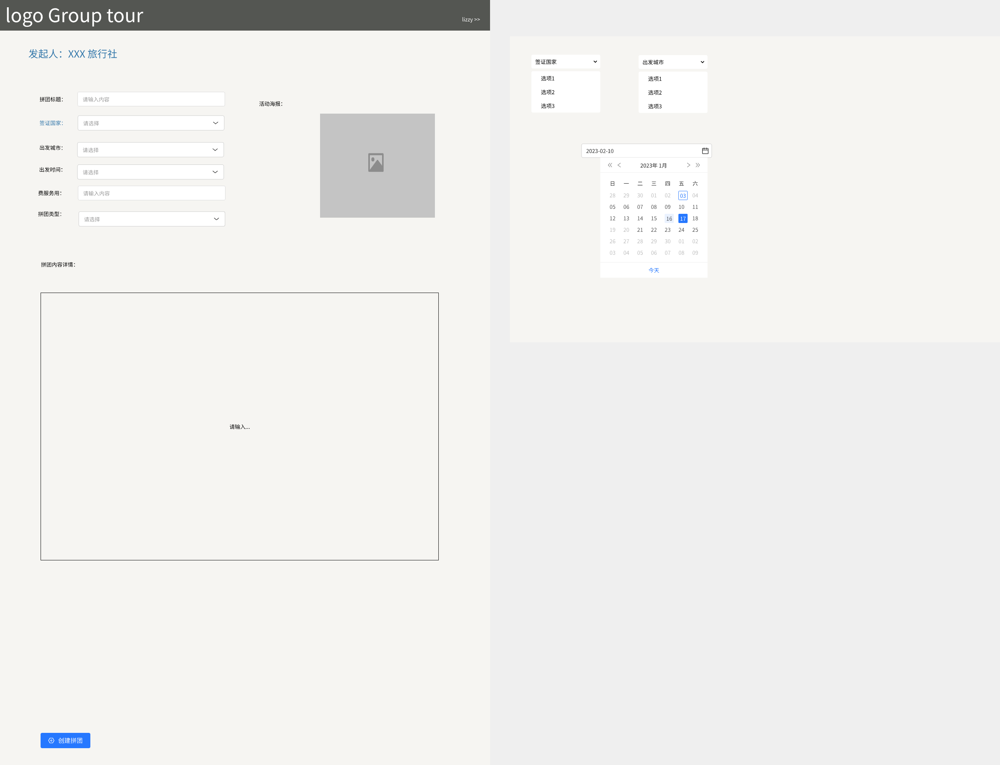 logo Group tour
lizzy >>
发起人：XXX 旅行社
拼团标题：
请输入内容
活动海报：
签证国家：
请选择
出发城市：
请选择
出发时间：
请选择
费服务用：
请输入内容
拼团类型：
请选择
拼团内容详情：
请输入...
创建拼团
签证国家
选项1
选项2
选项3
出发城市
选项1
选项2
选项3
2023-02-10
2023年 1月
日 一 二 三 四 五 六
28 29 30 01 02 03 04
05 06 07 08 09 10 11
12 13 14 15 16 17 18
19 20 21 22 23 24 25
26 27 28 29 30 01 02
03 04 05 06 07 08 09
今天